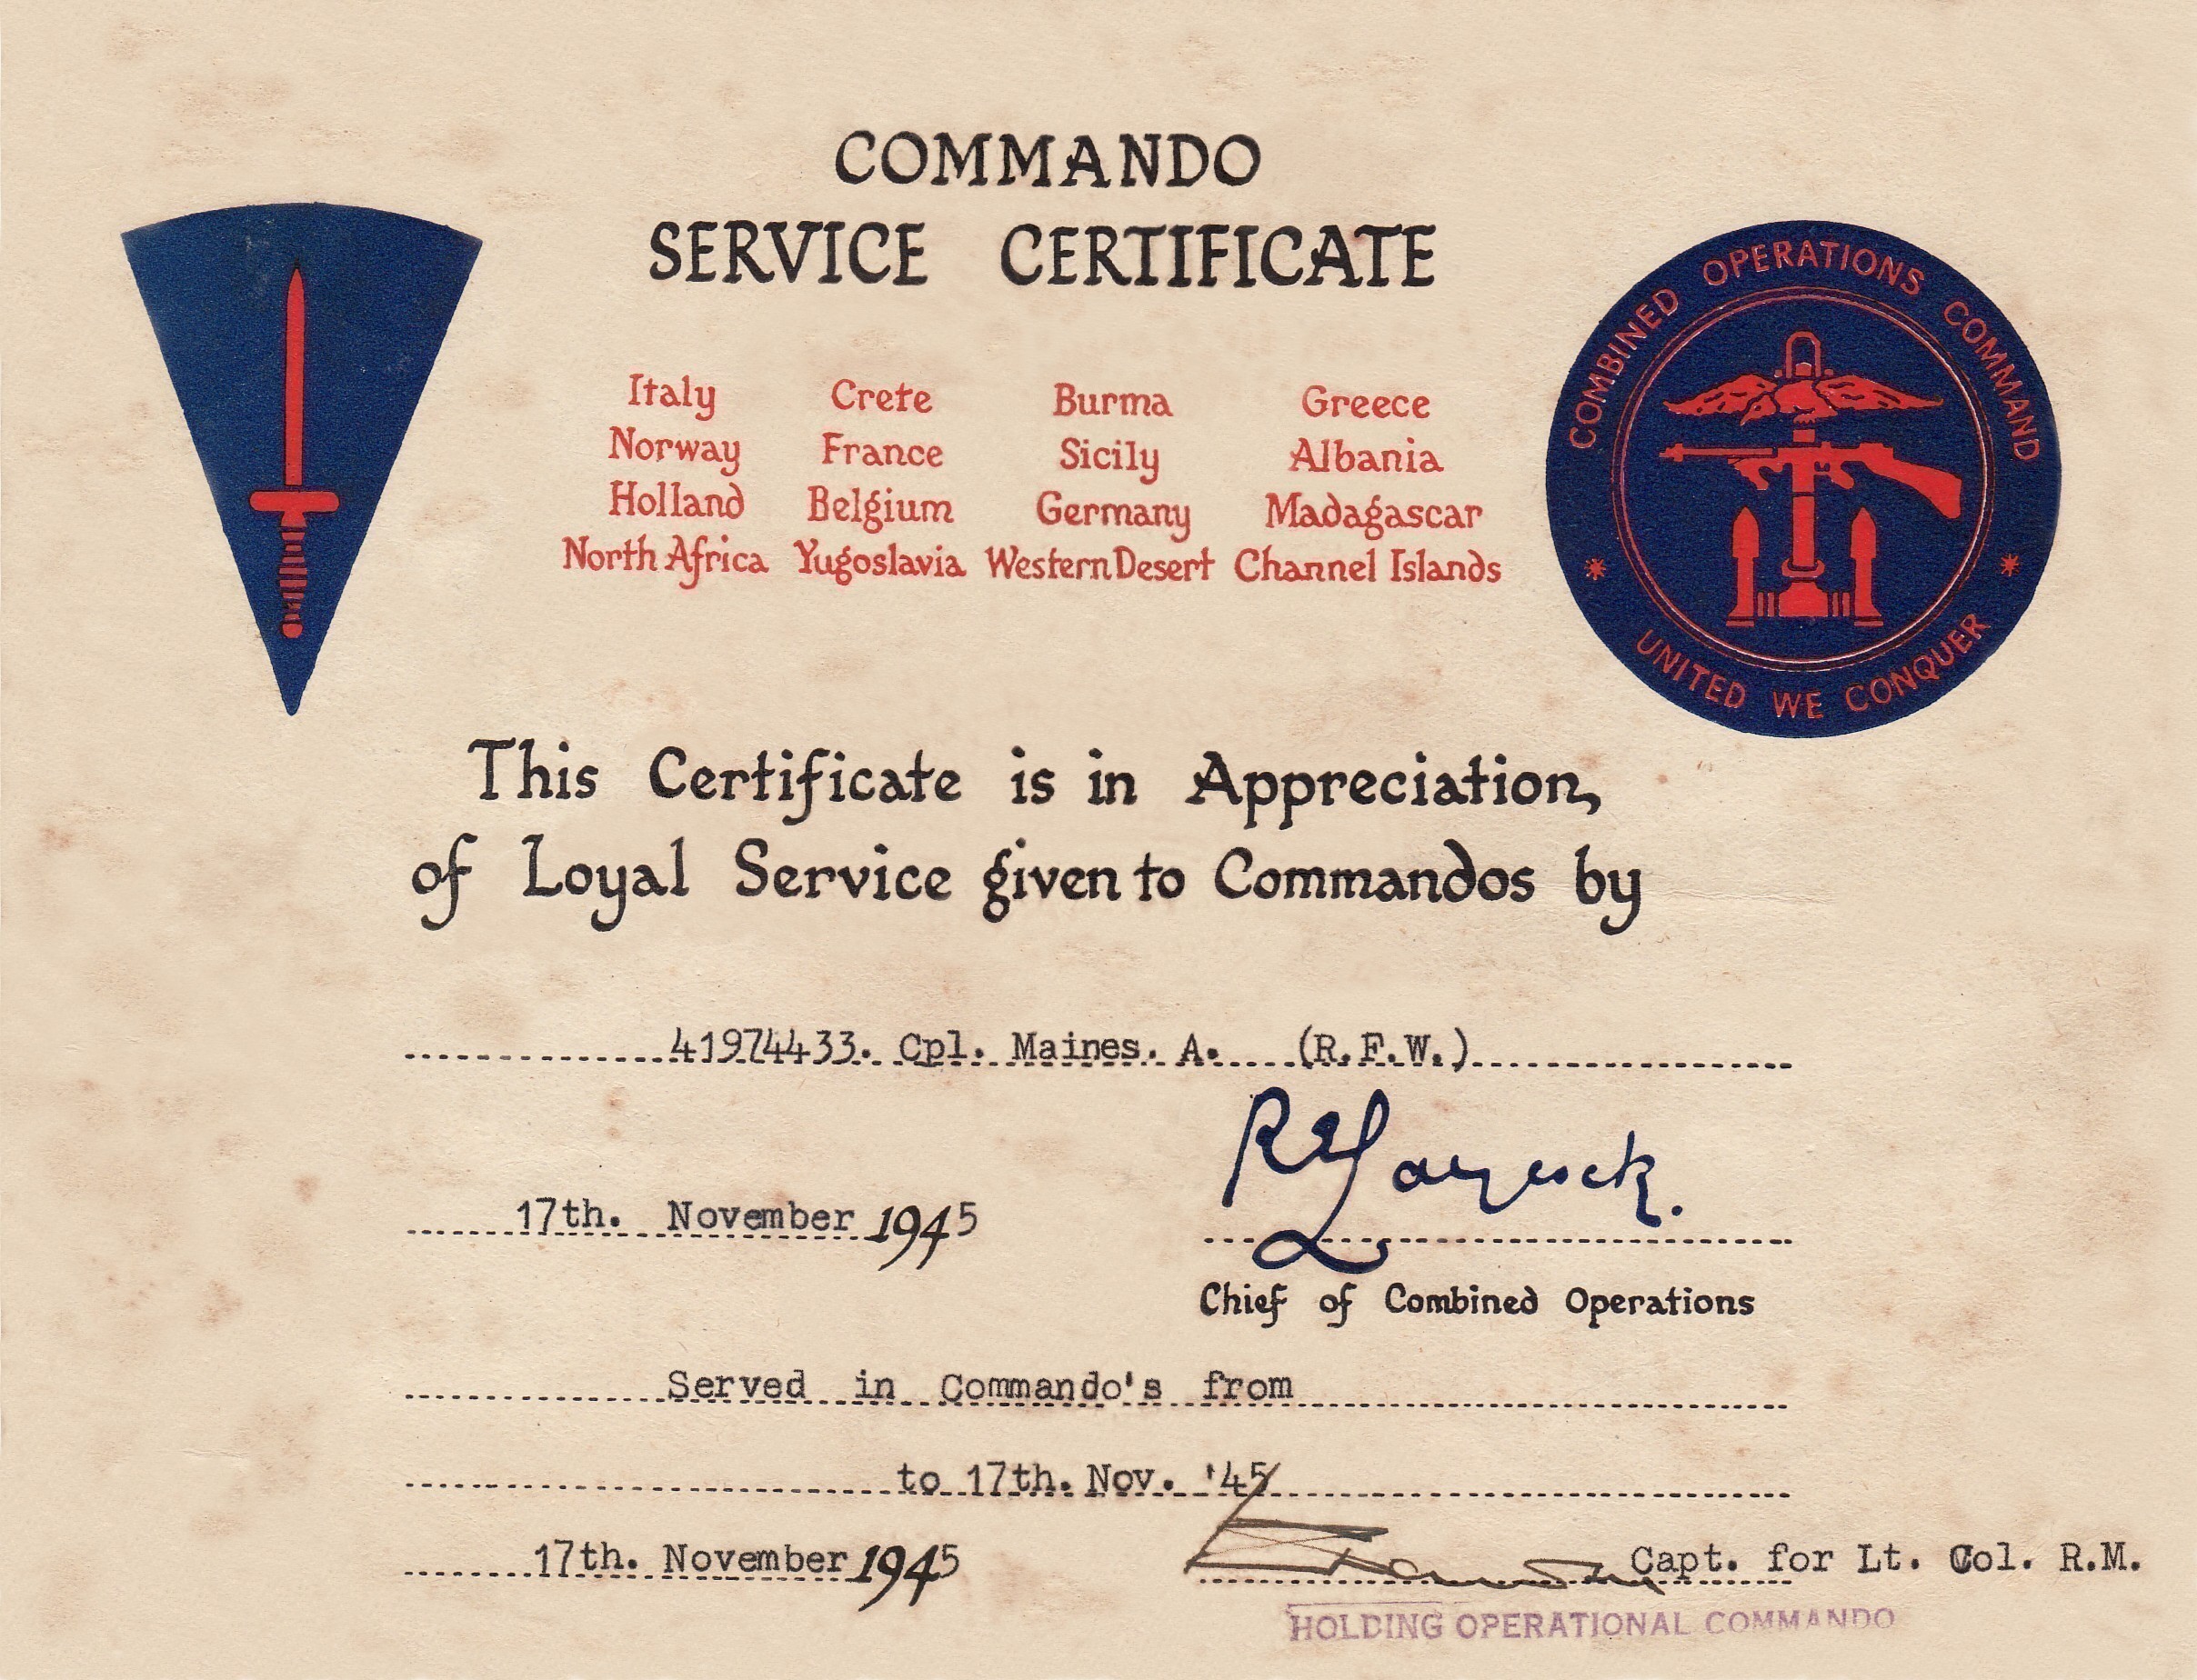 COMMANDO
SERVICE CERTIFICATE
COMBINED OPERATIONS COMMAND
UNITED WE CONQUER
Italy Crete Burma Greece
Norway France Sicily Albania
Holland Belgium Germany Madagascar
North Africa Yugoslavia Western Desert Channel Islands
This Certificate is in Appreciation,
of Loyal Service given to Commandos by
41974433. Cpl. Maines. A. (R.F.W.)
R E Laycock.
17th. November 1945
Chief of Combined Operations
Served in Commando's from
to 17th. Nov. '45
17th. November 1945 Capt. for Lt. Col. R.M.
HOLDING OPERATIONAL COMMANDO